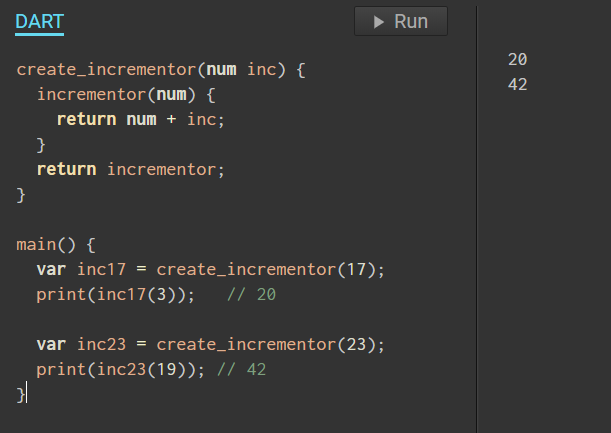 DART
Run
20
42
create_incrementor(num inc) {
  incrementor(num) {
    return num + inc;
  }
  return incrementor;
}
main() {
  var inc17 = create_incrementor(17);
  print(inc17(3));   // 20
  var inc23 = create_incrementor(23);
  print(inc23(19)); // 42
}